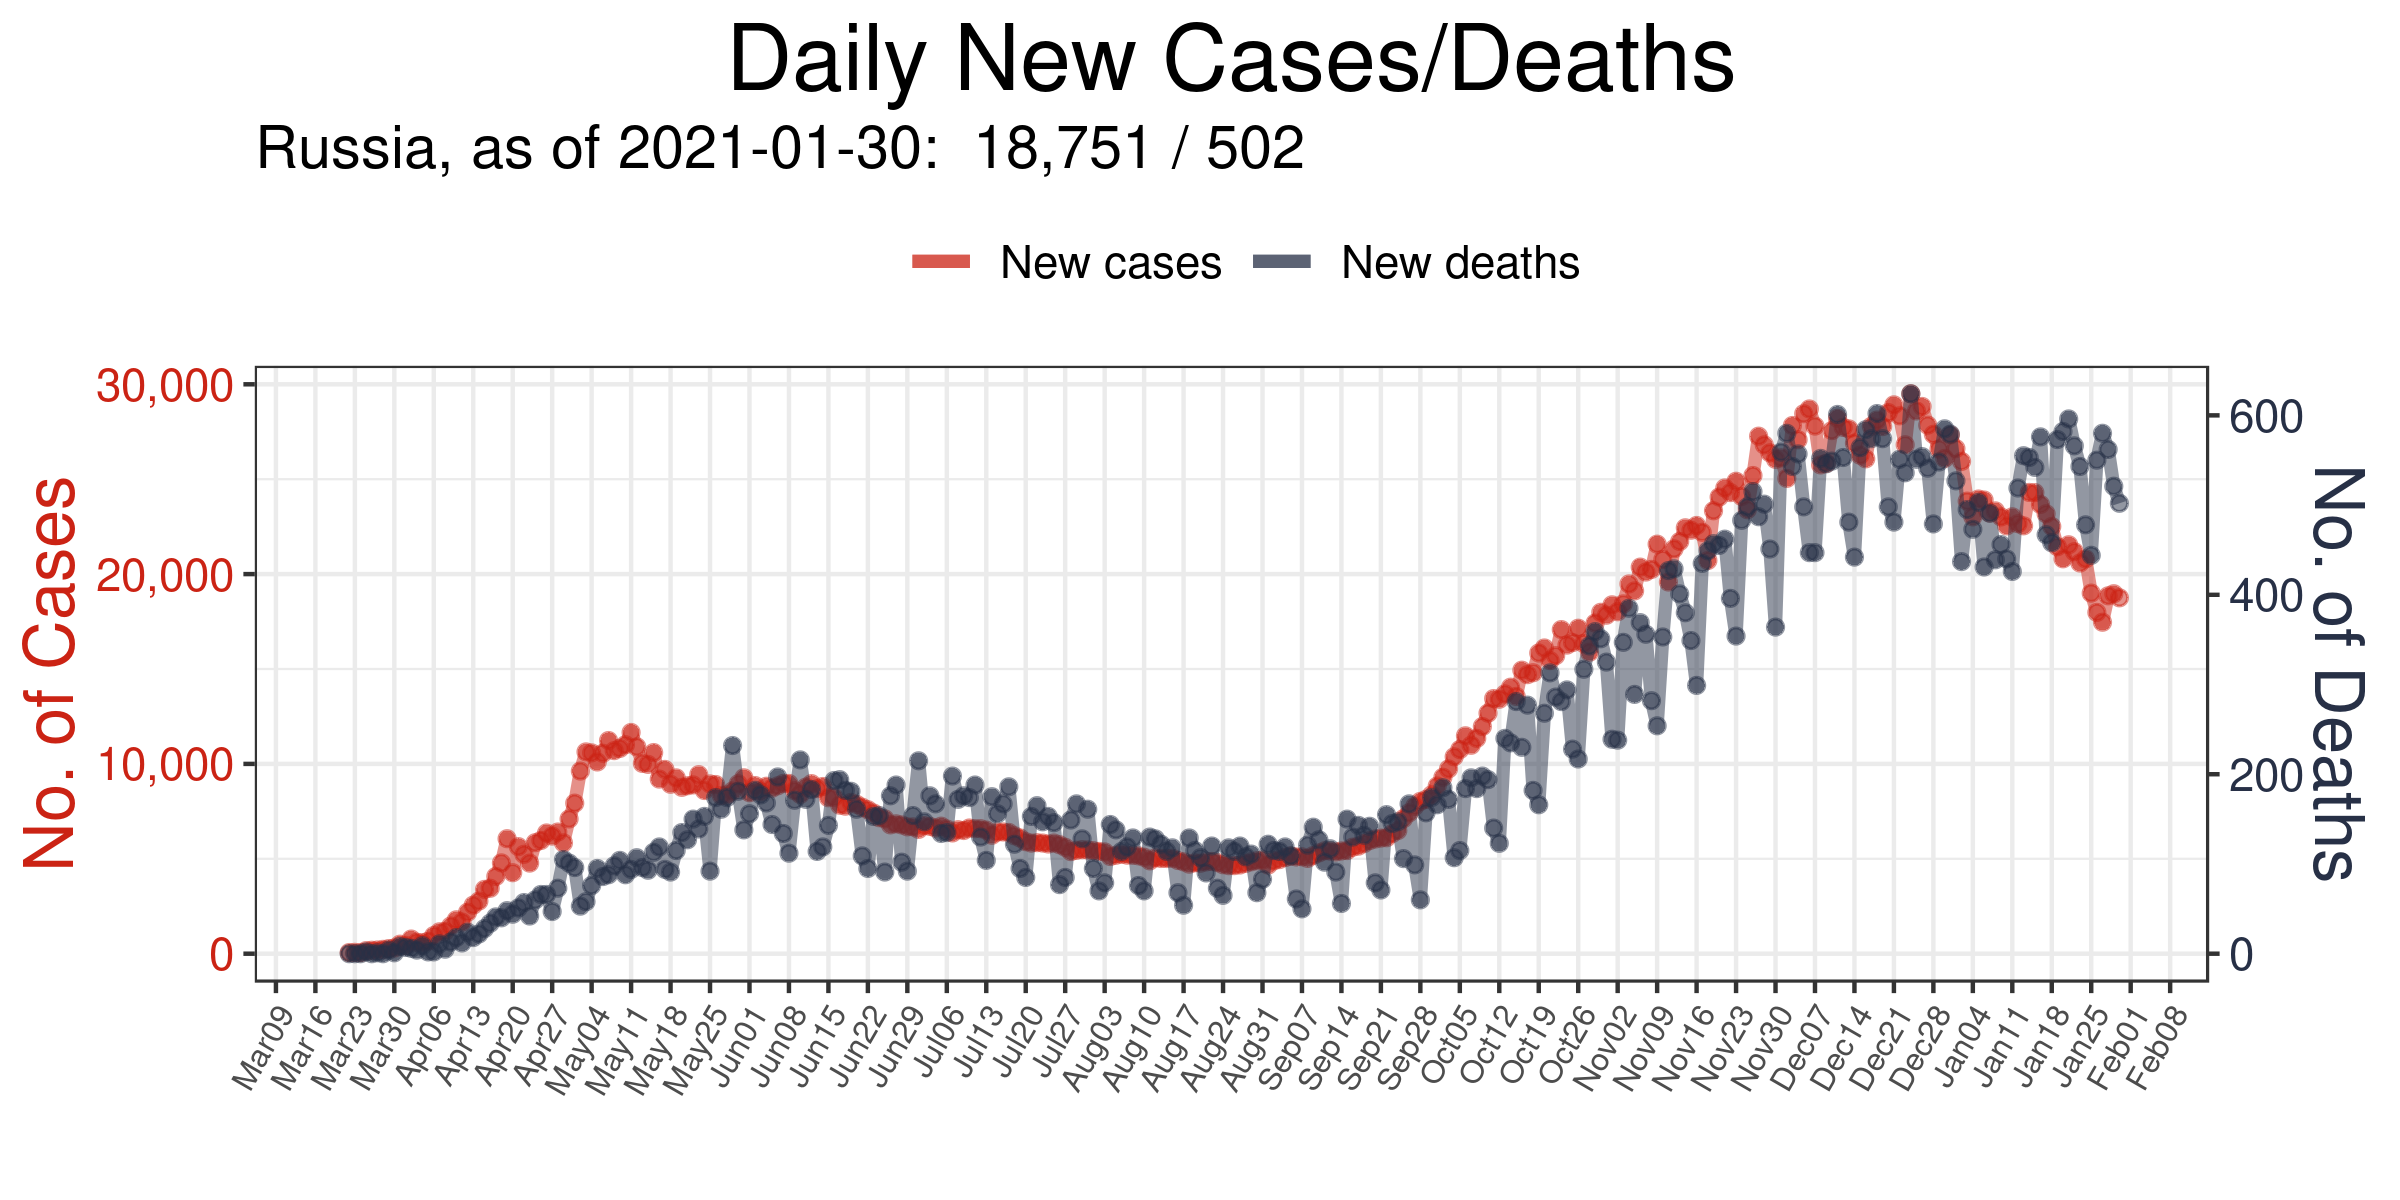 Daily New Cases/Deaths
Russia, as of 2021-01-30:  18,751 / 502
New cases
New deaths
No. of Cases
30,000
20,000
10,000
0
600
400
200
0
No. of Deaths
Mar09
Mar16
Mar23
Mar30
Apr06
Apr13
Apr20
Apr27
May04
May11
May18
May25
Jun01
Jun08
Jun15
Jun22
Jun29
Jul06
Jul13
Jul20
Jul27
Aug03
Aug10
Aug17
Aug24
Aug31
Sep07
Sep14
Sep21
Sep28
Oct05
Oct12
Oct19
Oct26
Nov02
Nov09
Nov16
Nov23
Nov30
Dec07
Dec14
Dec21
Dec28
Jan04
Jan11
Jan18
Jan25
Feb01
Feb08